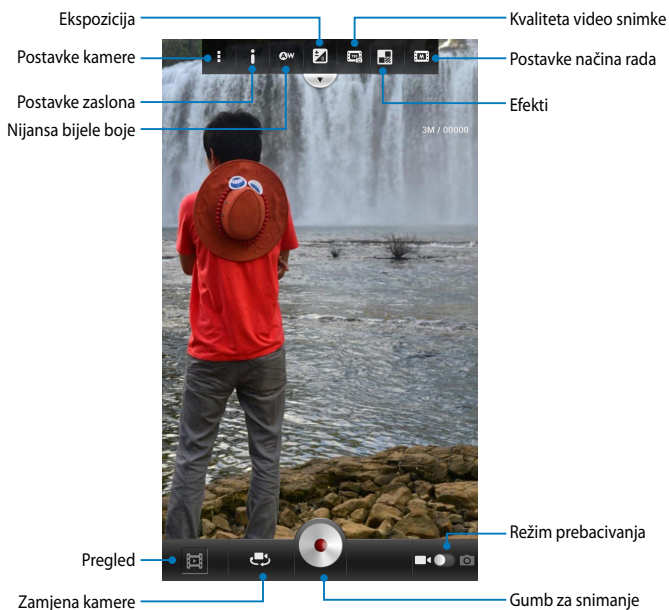 Ekspozicija
Kvaliteta video snimke
Postavke kamere
Postavke načina rada
Postavke zaslona
Efekti
Nijansa bijele boje
3M / 00000
Režim prebacivanja
Pregled
Zamjena kamere
Gumb za snimanje